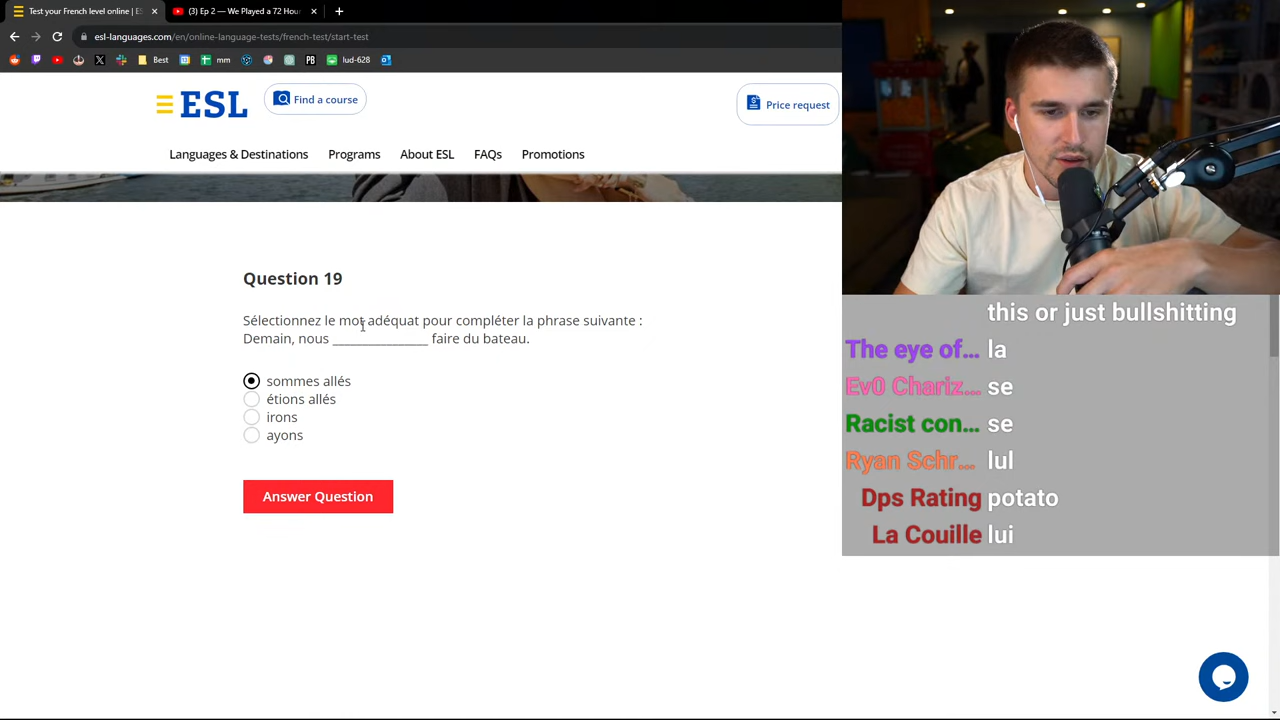 Test your French level online | ES
(3) Ep 2 — We Played a 72 Hour
esl-languages.com/en/online-language-tests/french-test/start-test
Best
mm
PB
lud-628
ESL
Find a course
Price request
Languages & Destinations
Programs
About ESL
FAQs
Promotions
Question 19
Sélectionnez le mot adéquat pour compléter la phrase suivante :
Demain, nous ________________ faire du bateau.
sommes allés
étions allés
irons
ayons
Answer Question
this or just bullshitting
The eye of... la
Ev0 Chariz... se
Racist con... se
Ryan Schr... lul
Dps Rating potato
La Couille lui